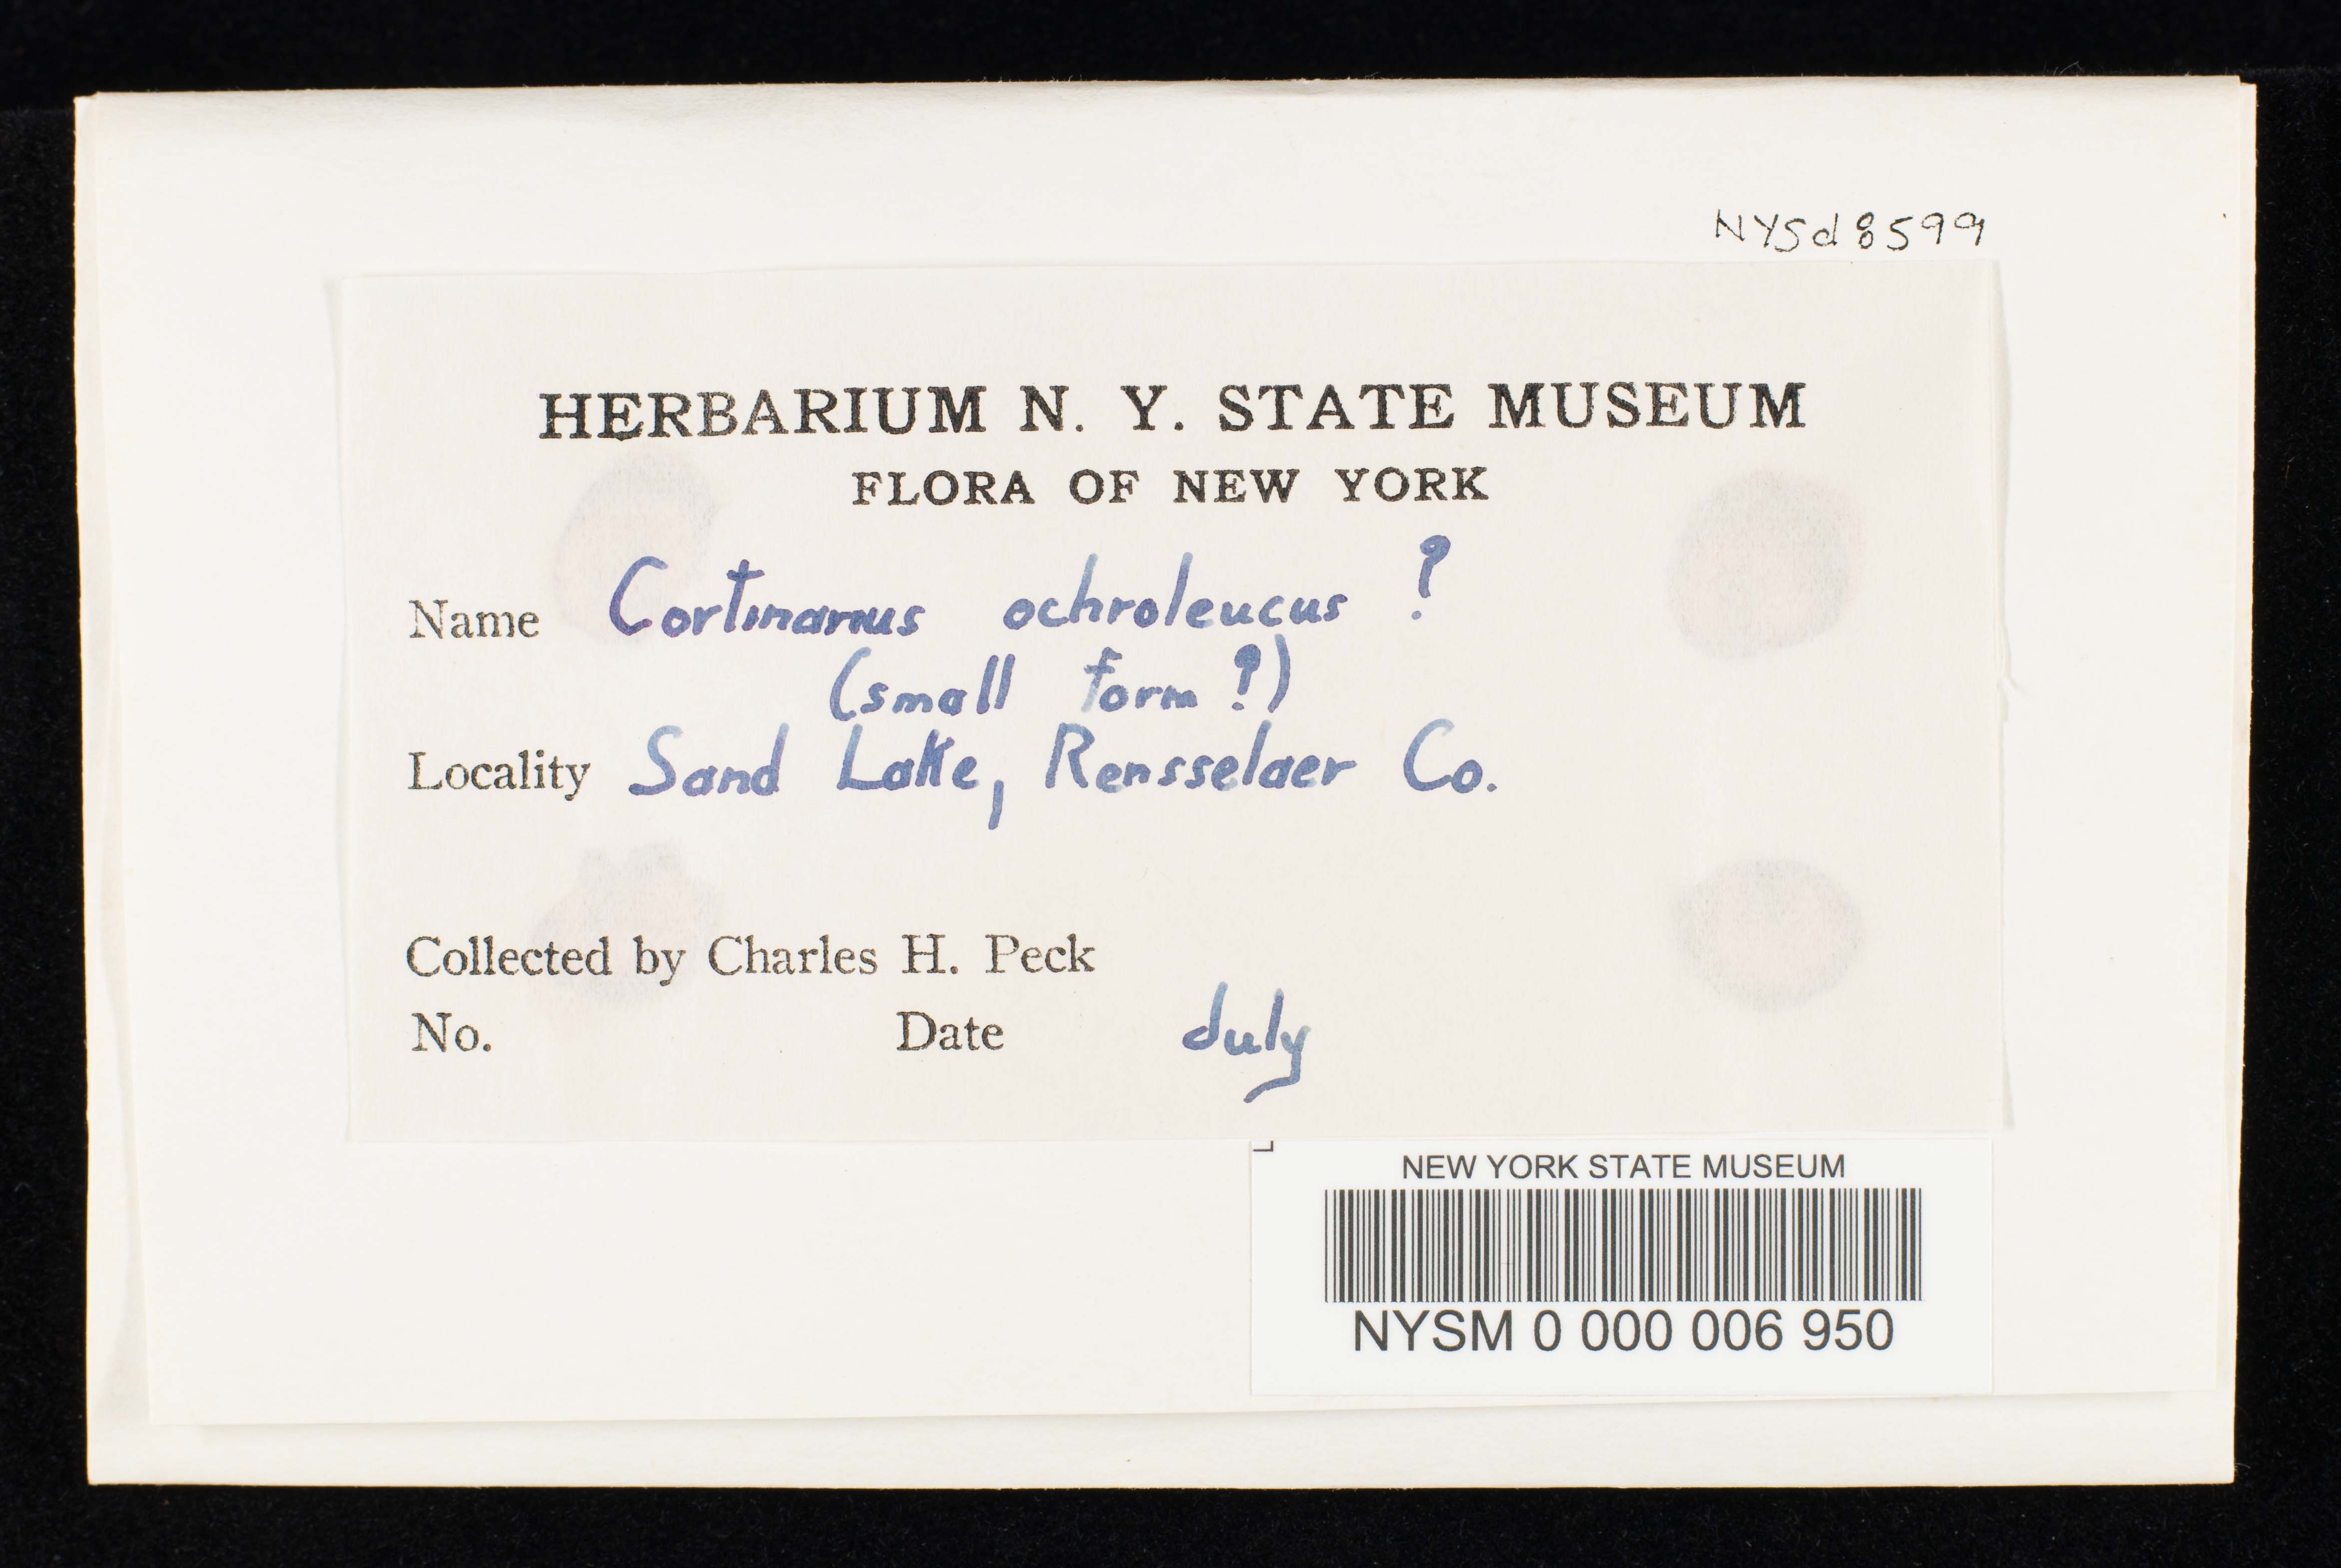 NYSd8599
HERBARIUM N. Y. STATE MUSEUM
FLORA OF NEW YORK
Name Cortinarius ochroleucus ?
(small form ?)
Locality Sand Lake, Rensselaer Co.
Collected by Charles H. Peck
No. Date July
NEW YORK STATE MUSEUM
NYSM 0 000 006 950